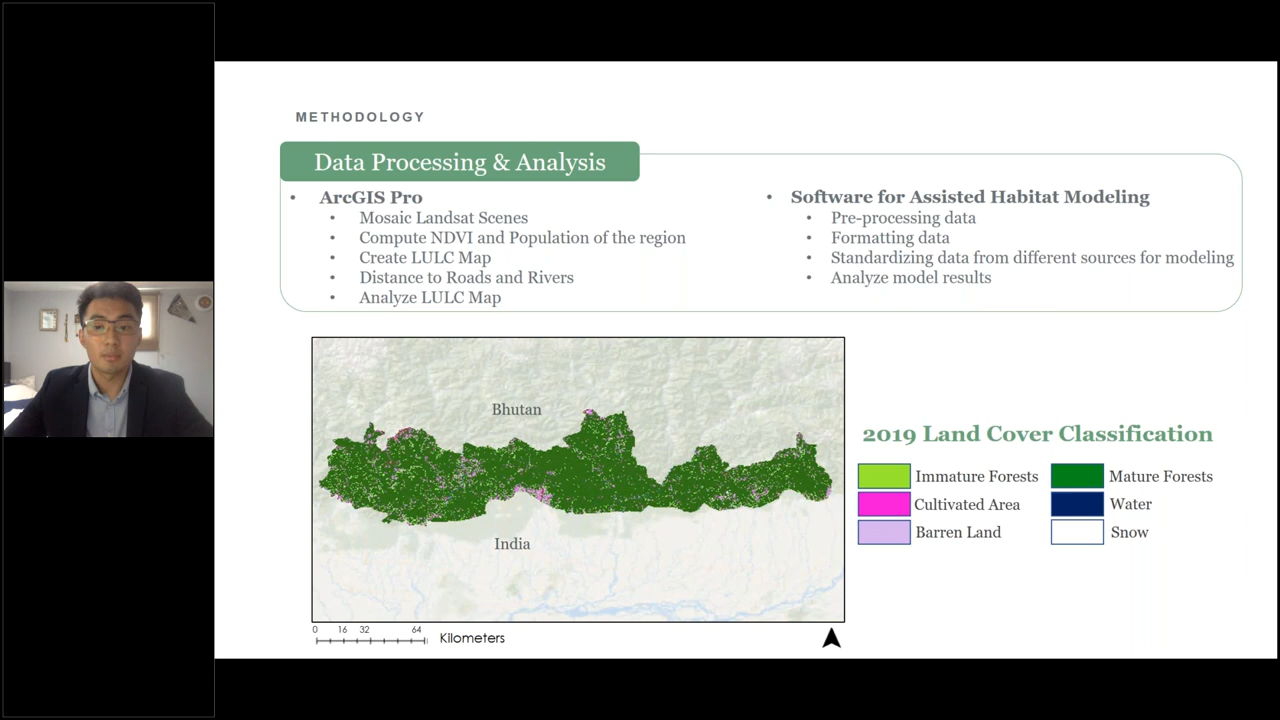 METHODOLOGY
Data Processing & Analysis
• ArcGIS Pro
• Mosaic Landsat Scenes
• Compute NDVI and Population of the region
• Create LULC Map
• Distance to Roads and Rivers
• Analyze LULC Map
• Software for Assisted Habitat Modeling
• Pre-processing data
• Formatting data
• Standardizing data from different sources for modeling
• Analyze model results
Bhutan
India
0 16 32 64
Kilometers
2019 Land Cover Classification
Immature Forests
Mature Forests
Cultivated Area
Water
Barren Land
Snow